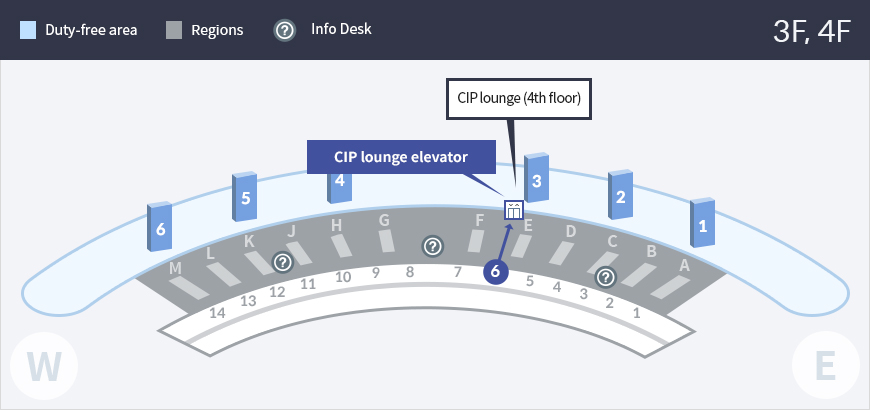 Duty-free area
Regions
?
Info Desk
3F, 4F
CIP lounge (4th floor)
CIP lounge elevator
6
5
4
3
2
1
M
L
K
J
H
G
F
E
D
C
B
A
?
?
?
14
13
12
11
10
9
8
7
6
5
4
3
2
1
W
E